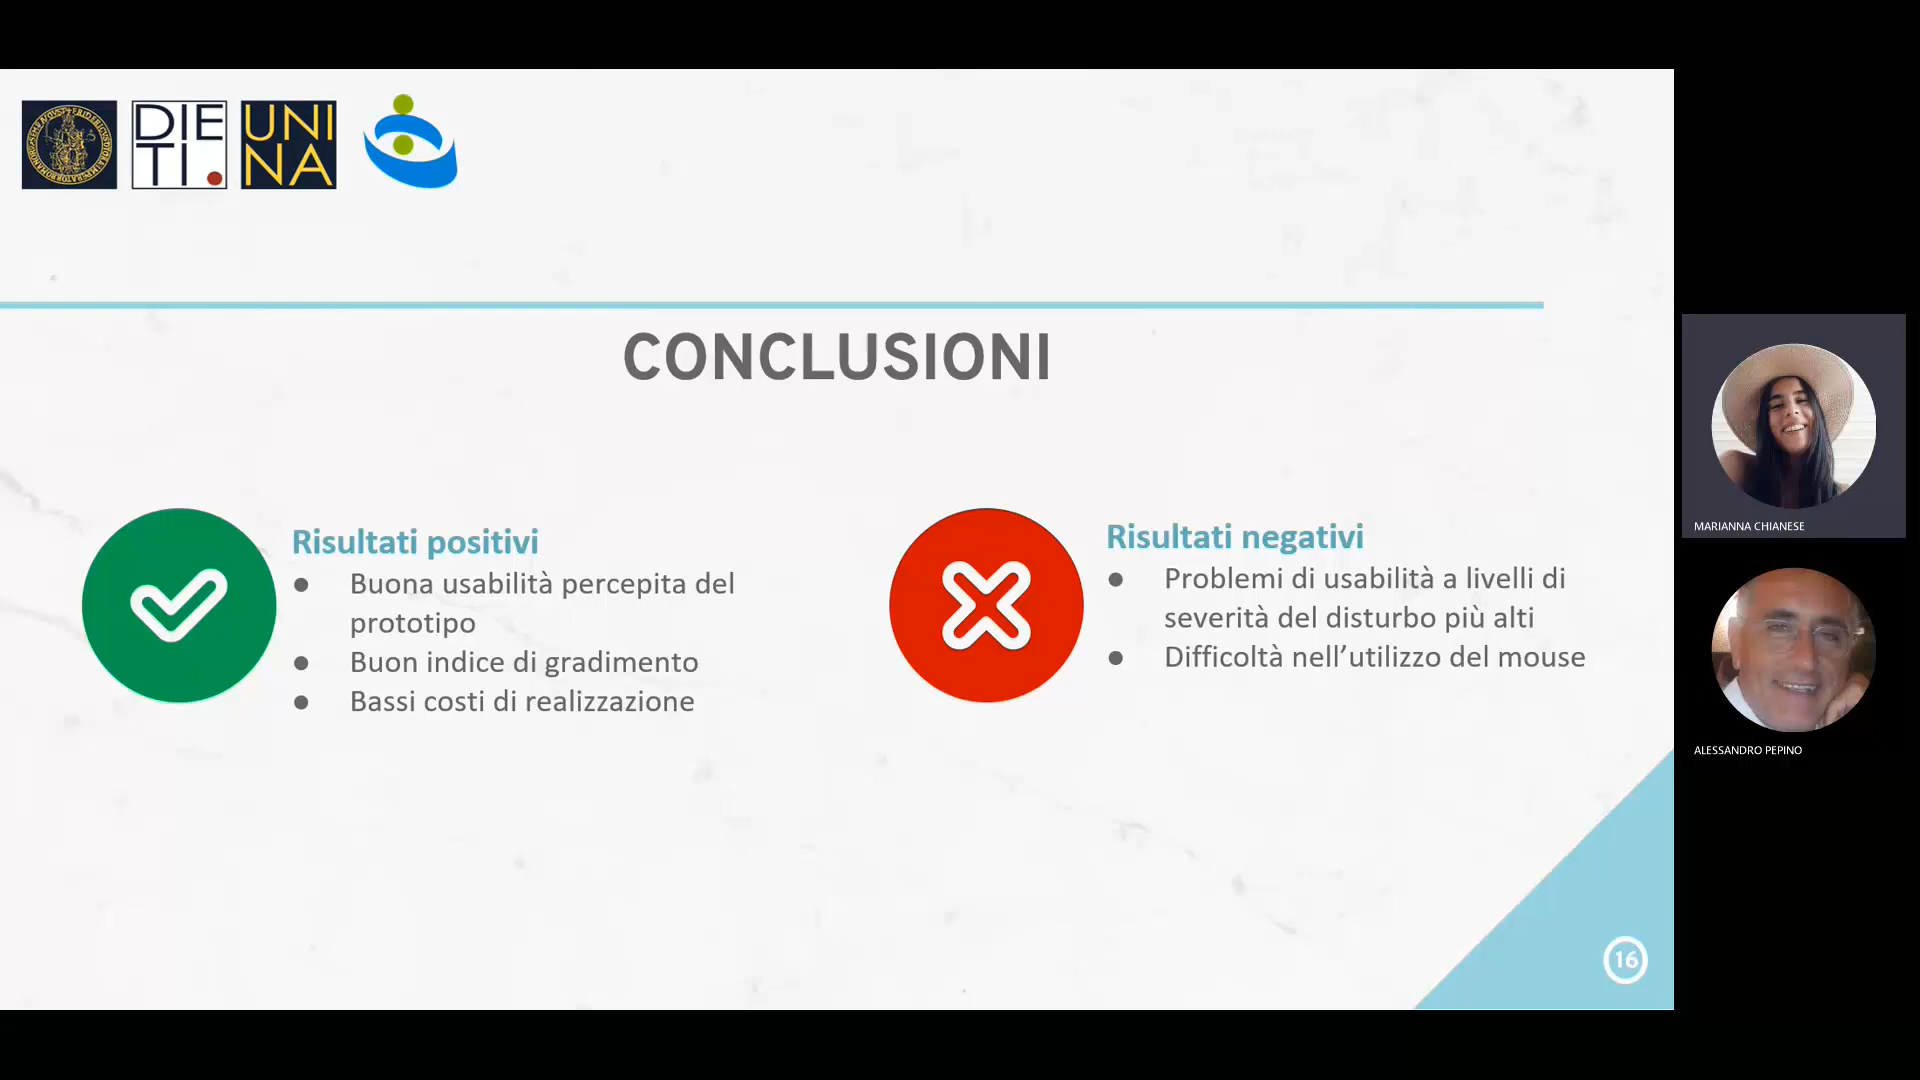 DIE
TI.
UNI
NA
CONCLUSIONI
Risultati positivi
● Buona usabilità percepita del
prototipo
● Buon indice di gradimento
● Bassi costi di realizzazione
Risultati negativi
● Problemi di usabilità a livelli di
severità del disturbo più alti
● Difficoltà nell’utilizzo del mouse
MARIANNA CHIANESE
ALESSANDRO PEPINO
16